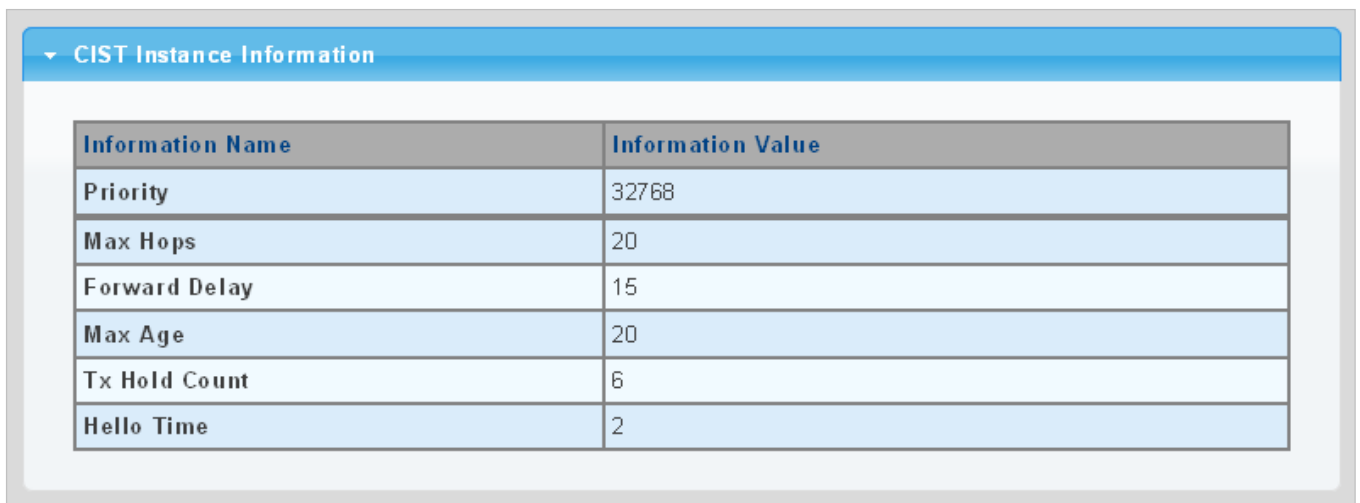 CIST Instance Information
Information Name Information Value
Priority 32768
Max Hops 20
Forward Delay 15
Max Age 20
Tx Hold Count 6
Hello Time 2